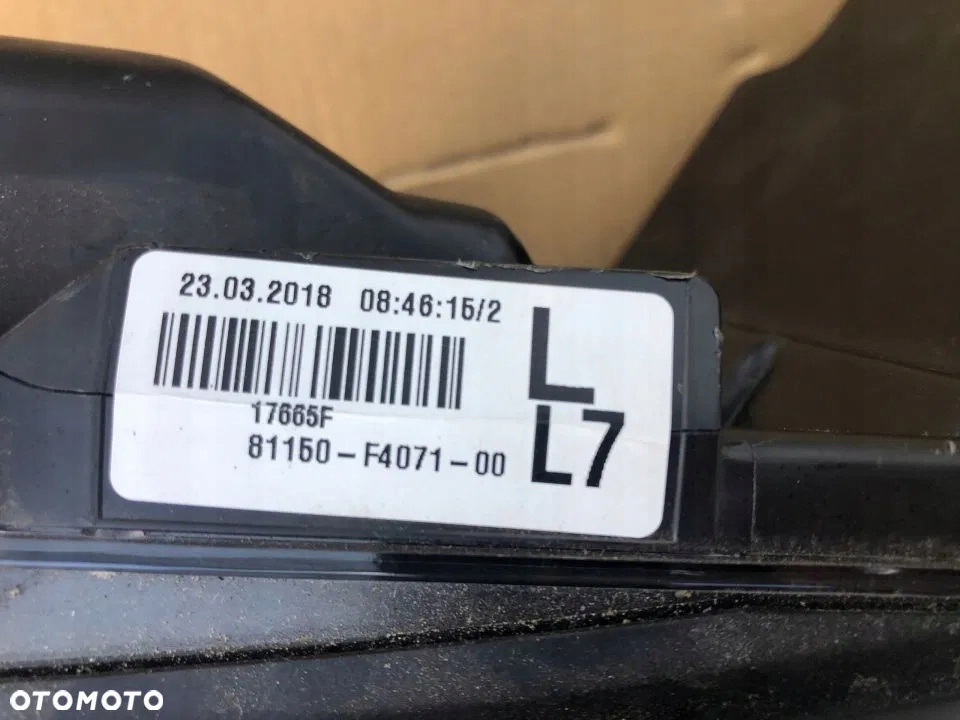 23.03.2018 08:46:15/2
L
17665F
81150-F4071-00
L7
OTOMOTO